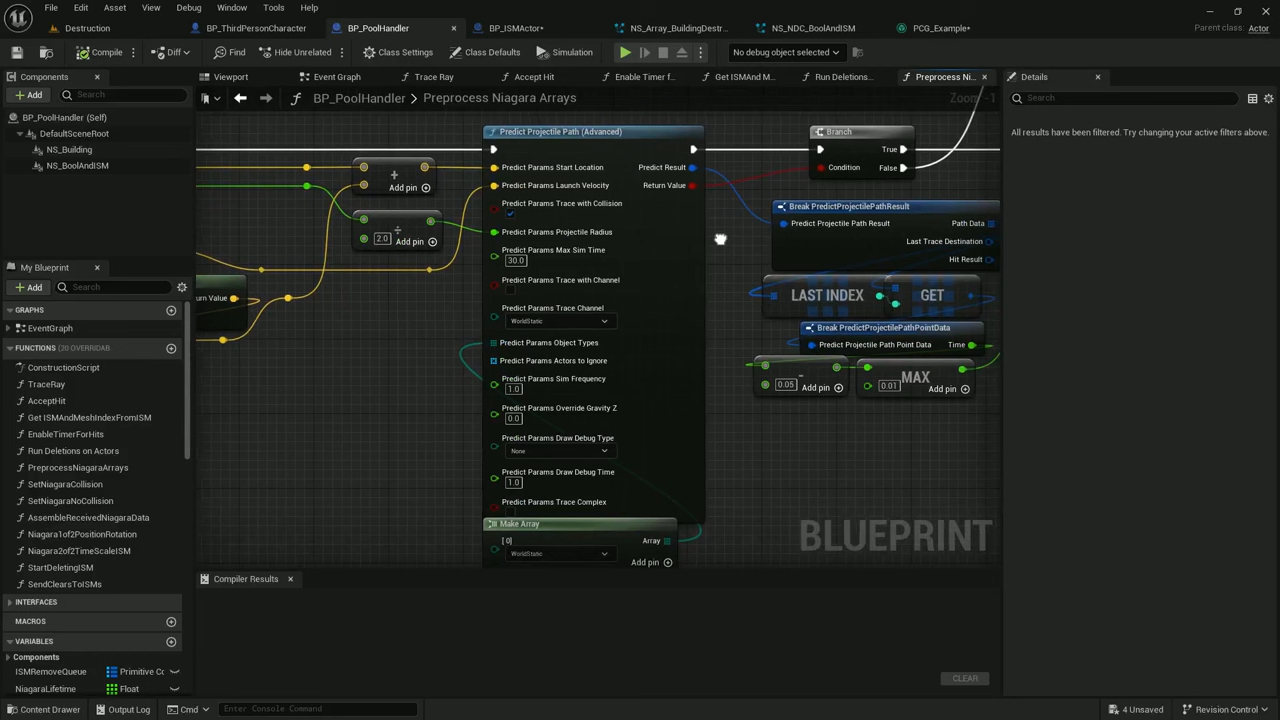 File Edit Asset View Debug Window Tools Help
Destruction BP_ThirdPersonCharacter BP_PoolHandler BP_ISMActor• NS_Array_BuildingDestr... NS_NDC_BoolAndISM PCG_Example•
Parent class: Actor
Compile Diff Find Hide Unrelated Class Settings Class Defaults Simulation No debug object selected
Components
Viewport Event Graph Trace Ray Accept Hit Enable Timer f... Get ISMAnd M... Run Deletions... Preprocess Ni...
Details
+ Add Search
BP_PoolHandler > Preprocess Niagara Arrays
Zoom -1
Search
BP_PoolHandler (Self)
DefaultSceneRoot
NS_Building
NS_BoolAndISM
All results have been filtered. Try changing your active filters above.
My Blueprint
+ Add Search
GRAPHS
EventGraph
FUNCTIONS (20 OVERRIDAB
ConstructionScript
TraceRay
AcceptHit
Get ISMAndMeshIndexFromISM
EnableTimerForHits
Run Deletions on Actors
PreprocessNiagaraArrays
SetNiagaraCollision
SetNiagaraNoCollision
AssembleReceivedNiagaraData
Niagara1of2PositionRotation
Niagara2of2TimeScaleISM
StartDeletingISM
SendClearsToISMs
INTERFACES
MACROS
VARIABLES
Components
ISMRemoveQueue Primitive Cc
NiagaraLifetime Float
+
Add pin
÷
2.0 Add pin
urn Value
Predict Projectile Path (Advanced)
Predict Params Start Location Predict Result
Predict Params Launch Velocity Return Value
Predict Params Trace with Collision
Predict Params Projectile Radius
Predict Params Max Sim Time
30.0
Predict Params Trace with Channel
Predict Params Trace Channel
WorldStatic
Predict Params Object Types
Predict Params Actors to Ignore
Predict Params Sim Frequency
1.0
Predict Params Override Gravity Z
0.0
Predict Params Draw Debug Type
None
Predict Params Draw Debug Time
1.0
Predict Params Trace Complex
Make Array
[0] Array
WorldStatic
Add pin
Branch
True
Condition False
Break PredictProjectilePathResult
Predict Projectile Path Result Path Data
Last Trace Destination
Hit Result
LAST INDEX GET
Break PredictProjectilePathPointData
Predict Projectile Path Point Data Time
-
0.05 Add pin
MAX
0.01 Add pin
BLUEPRINT
Compiler Results
CLEAR
Content Drawer Output Log Cmd Enter Console Command 4 Unsaved Revision Control